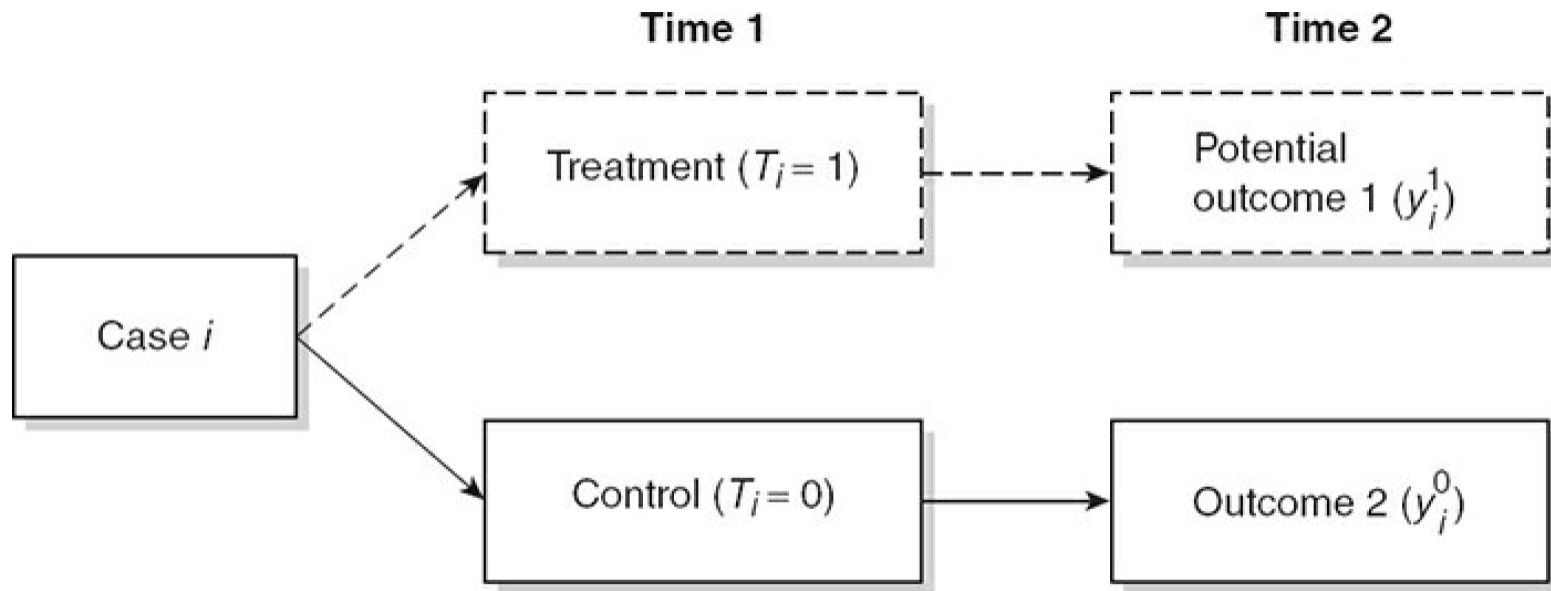 Time 1
Time 2
Treatment (Tᵢ = 1)
Potential
outcome 1 (yᵢ¹)
Case i
Control (Tᵢ = 0)
Outcome 2 (yᵢ⁰)